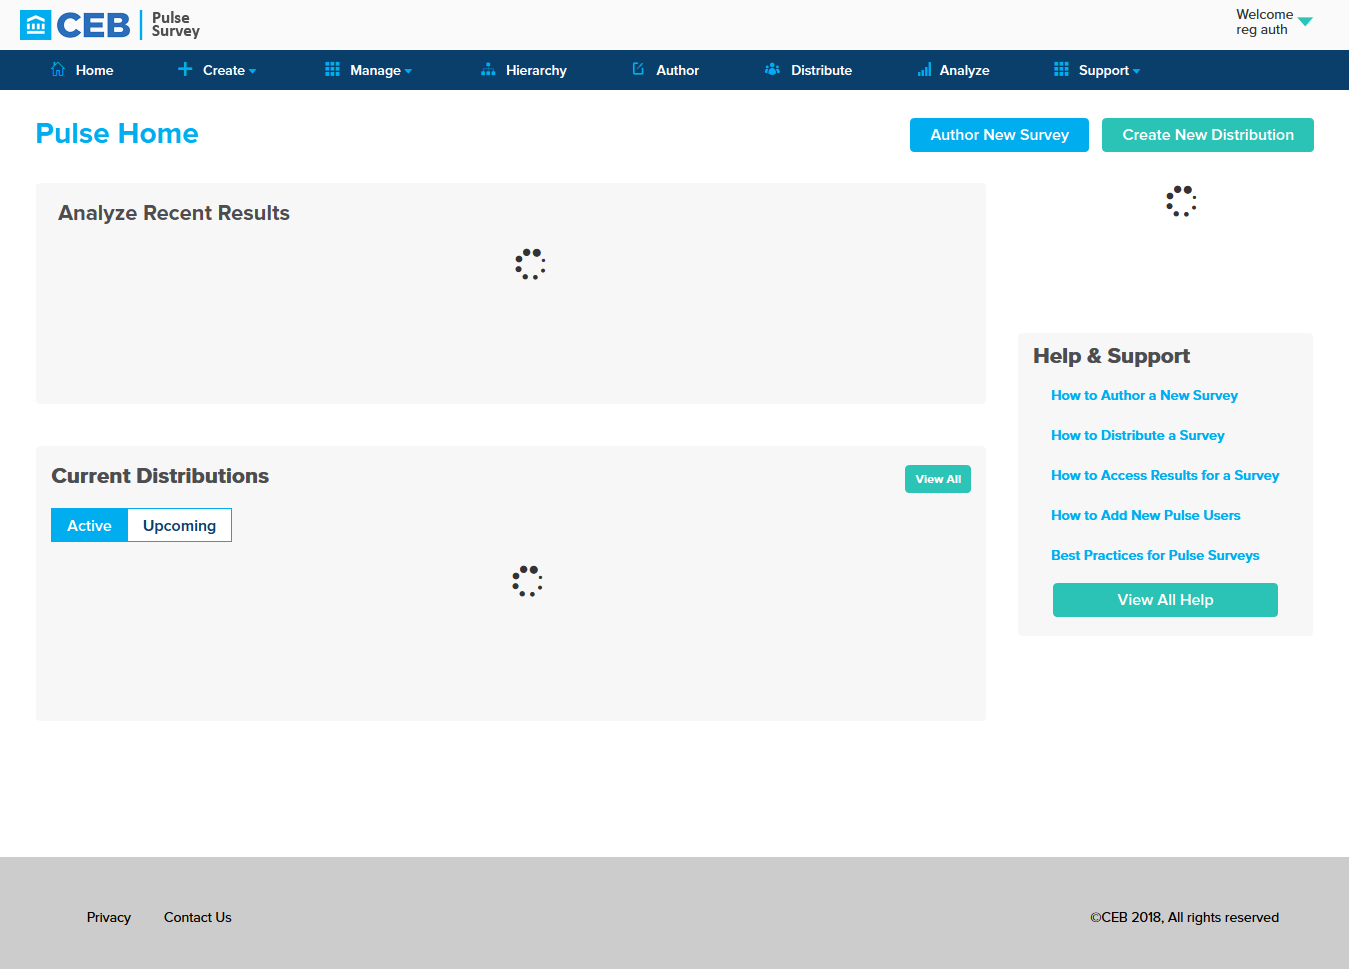 CEB
Pulse
Survey
Welcome
reg auth
Home
Create
Manage
Hierarchy
Author
Distribute
Analyze
Support
Pulse Home
Author New Survey
Create New Distribution
Analyze Recent Results
Current Distributions
View All
Active
Upcoming
Help & Support
How to Author a New Survey
How to Distribute a Survey
How to Access Results for a Survey
How to Add New Pulse Users
Best Practices for Pulse Surveys
View All Help
Privacy
Contact Us
©CEB 2018, All rights reserved